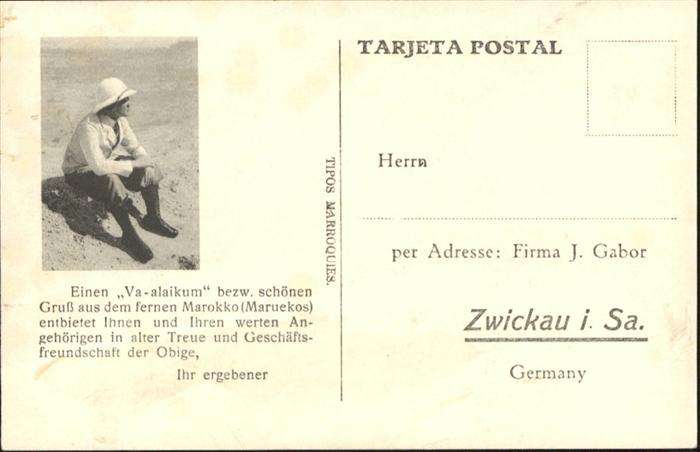 Einen „Va-alaikum" bezw. schönen
Gruß aus dem fernen Marokko (Maruekos)
entbietet Ihnen und Ihren werten An-
gehörigen in alter Treue und Geschäfts-
freundschaft der Obige,
Ihr ergebener
TIPOS MARROQUIES.
TARJETA POSTAL
Herrn
per Adresse: Firma J. Gabor
Zwickau i. Sa.
Germany